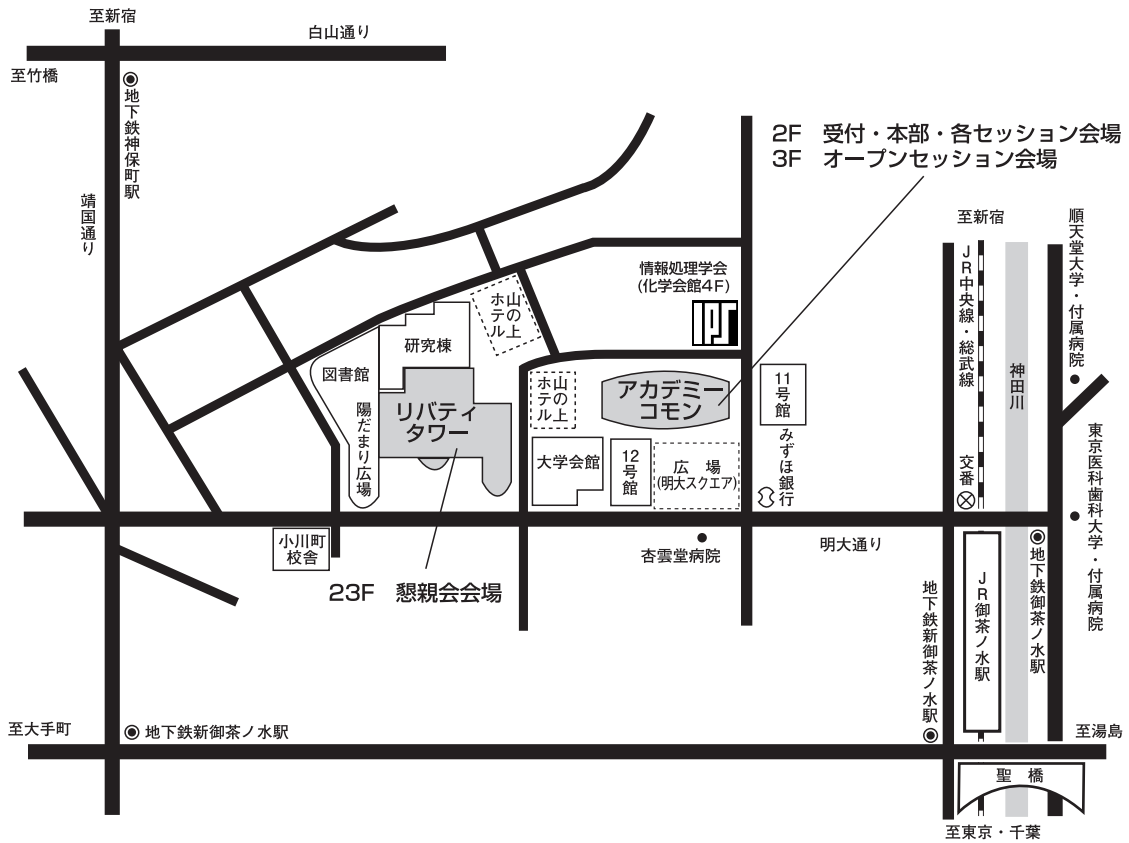 至新宿
白山通り
至竹橋
地下鉄神保町駅
靖国通り
2F 受付・本部・各セッション会場
3F オープンセッション会場
至新宿
順天堂大学・付属病院
JR中央線・総武線
神田川
情報処理学会
(化学会館4F)
山の上
ホテル
研究棟
図書館
陽だまり広場
リバティ
タワー
山の上
ホテル
アカデミー
コモン
11号館
みずほ銀行
大学会館
12号館
広 場
(明大スクエア)
交番
東京医科歯科大学・付属病院
小川町
校舎
杏雲堂病院
明大通り
23F 懇親会会場
地下鉄新御茶ノ水駅
JR御茶ノ水駅
地下鉄御茶ノ水駅
至大手町
地下鉄新御茶ノ水駅
至湯島
聖 橋
至東京・千葉